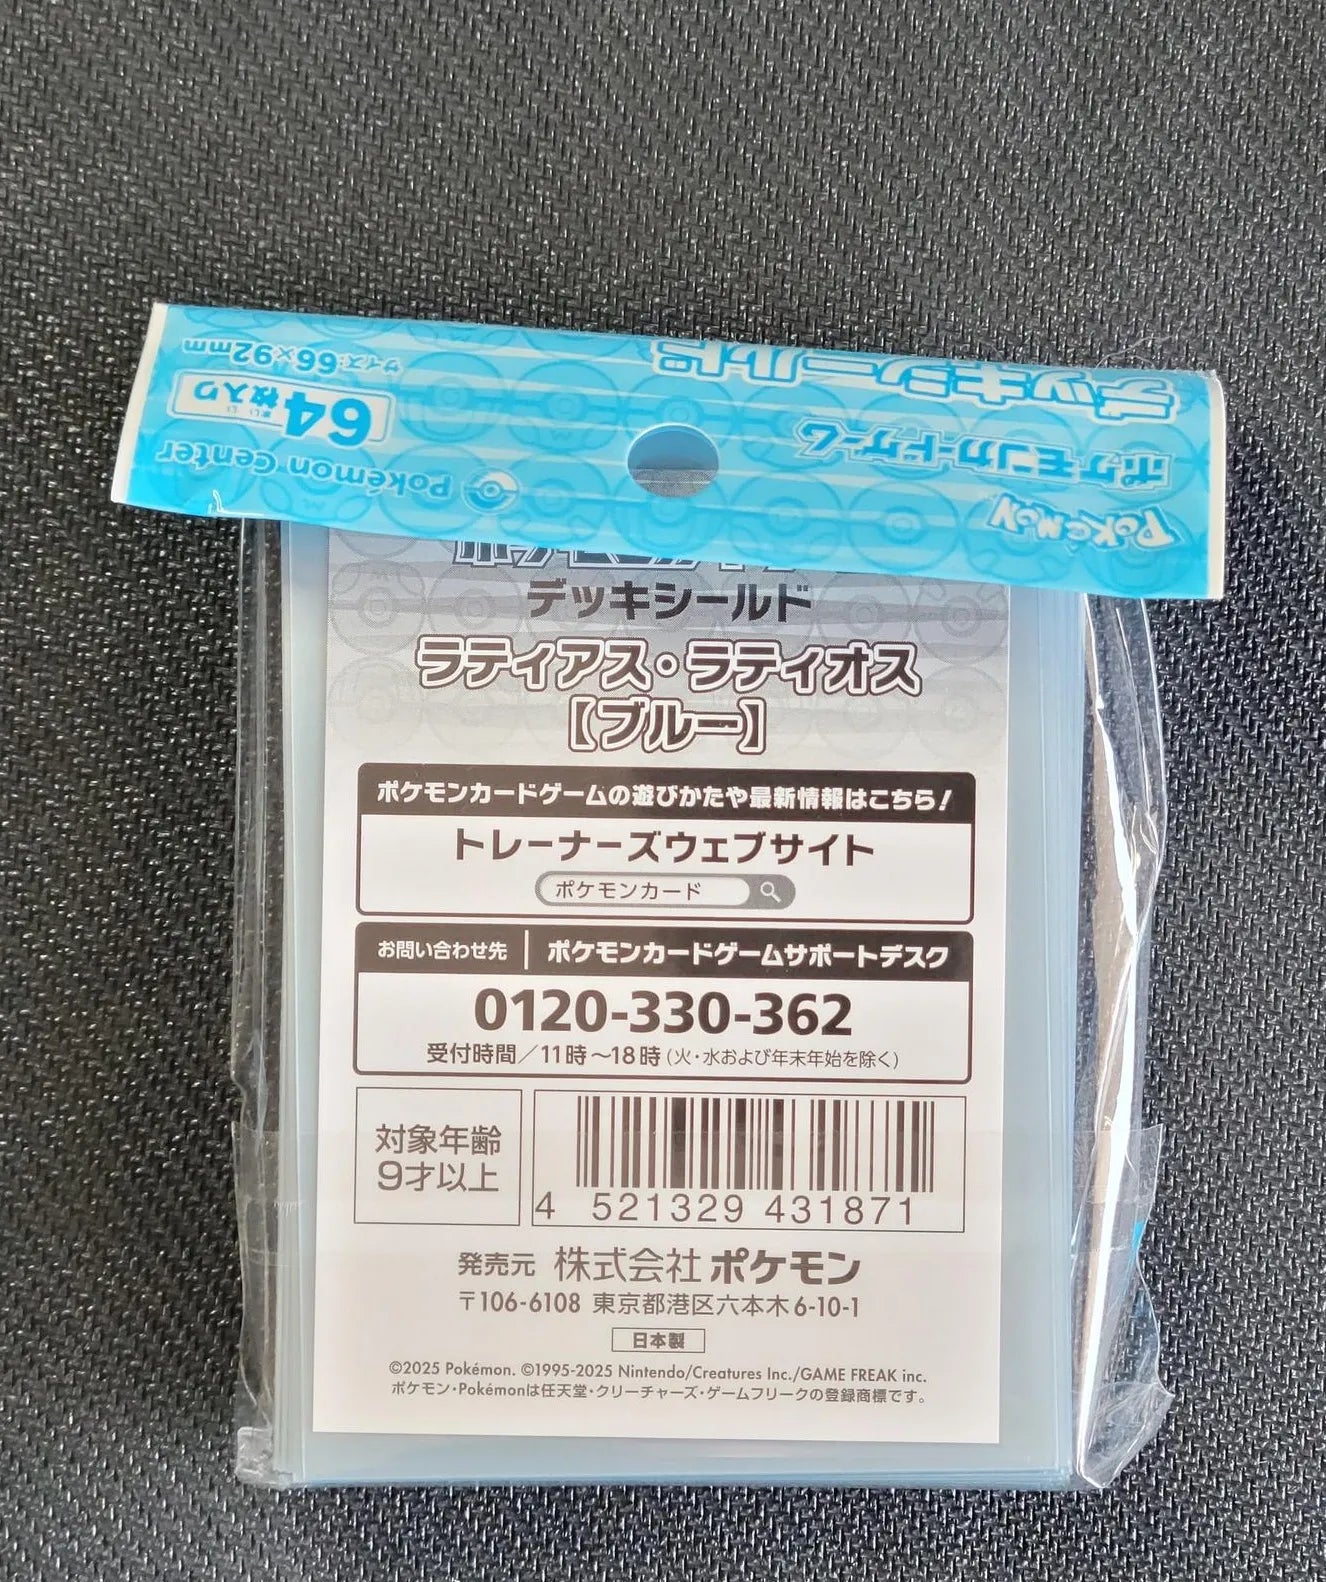 デッキシールド
ポケモンカードゲーム
POKÉMON
64枚入り
サイズ:66×92mm
Pokémon Center
デッキシールド
ラティアス・ラティオス
【ブルー】
ポケモンカードゲームの遊びかたや最新情報はこちら!
トレーナーズウェブサイト
ポケモンカード
お問い合わせ先 ポケモンカードゲームサポートデスク
0120-330-362
受付時間/11時〜18時(火・水および年末年始を除く)
対象年齢
9才以上
4 521329 431871
発売元 株式会社ポケモン
〒106-6108 東京都港区六本木6-10-1
日本製
©2025 Pokémon. ©1995-2025 Nintendo/Creatures Inc./GAME FREAK inc.
ポケモン・Pokémonは任天堂・クリーチャーズ・ゲームフリークの登録商標です。